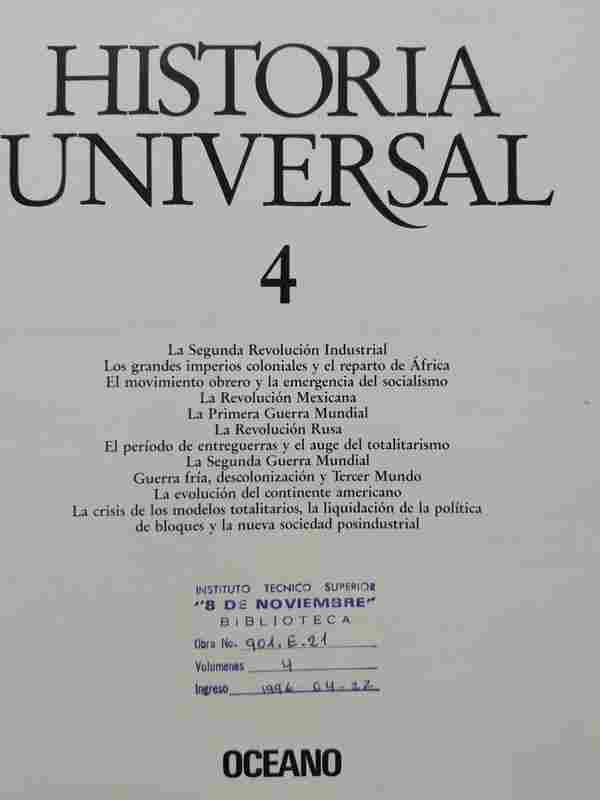 HISTORIA
UNIVERSAL
4
La Segunda Revolución Industrial
Los grandes imperios coloniales y el reparto de África
El movimiento obrero y la emergencia del socialismo
La Revolución Mexicana
La Primera Guerra Mundial
La Revolución Rusa
El período de entreguerras y el auge del totalitarismo
La Segunda Guerra Mundial
Guerra fría, descolonización y Tercer Mundo
La evolución del continente americano
La crisis de los modelos totalitarios, la liquidación de la política
de bloques y la nueva sociedad posindustrial
INSTITUTO TECNICO SUPERIOR
"8 DE NOVIEMBRE"
BIBLIOTECA
Obra No. 901.E.21
Volumenes 4
Ingreso 1996 04-22
OCEANO